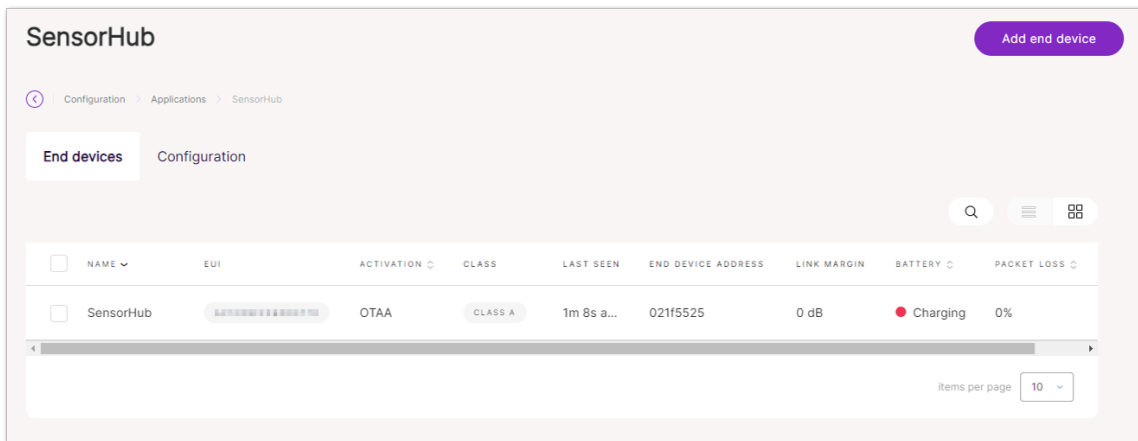 SensorHub
Add end device
Configuration > Applications > SensorHub
End devices Configuration
NAME EUI ACTIVATION CLASS LAST SEEN END DEVICE ADDRESS LINK MARGIN BATTERY PACKET LOSS
SensorHub OTAA CLASS A 1m 8s a... 021f5525 0 dB Charging 0%
items per page 10